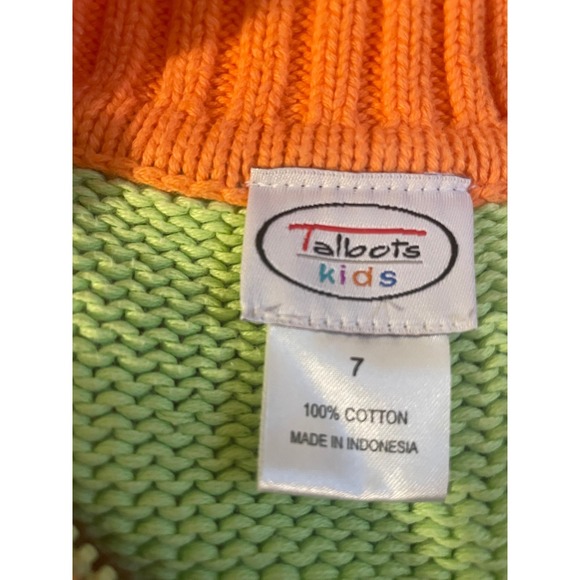 Talbots
kids
7
100% COTTON
MADE IN INDONESIA